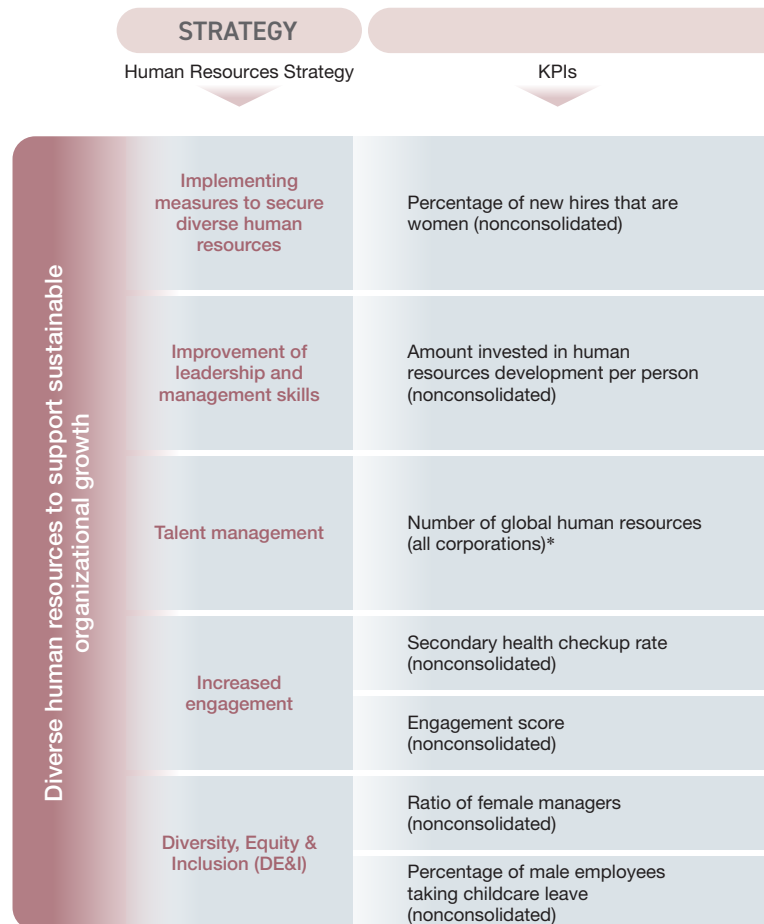 STRATEGY
Human Resources Strategy
KPIs
Diverse human resources to support sustainable
organizational growth
Implementing
measures to secure
diverse human
resources
Percentage of new hires that are
women (nonconsolidated)
Improvement of
leadership and
management skills
Amount invested in human
resources development per person
(nonconsolidated)
Talent management
Number of global human resources
(all corporations)*
Increased
engagement
Secondary health checkup rate
(nonconsolidated)
Engagement score
(nonconsolidated)
Diversity, Equity &
Inclusion (DE&I)
Ratio of female managers
(nonconsolidated)
Percentage of male employees
taking childcare leave
(nonconsolidated)